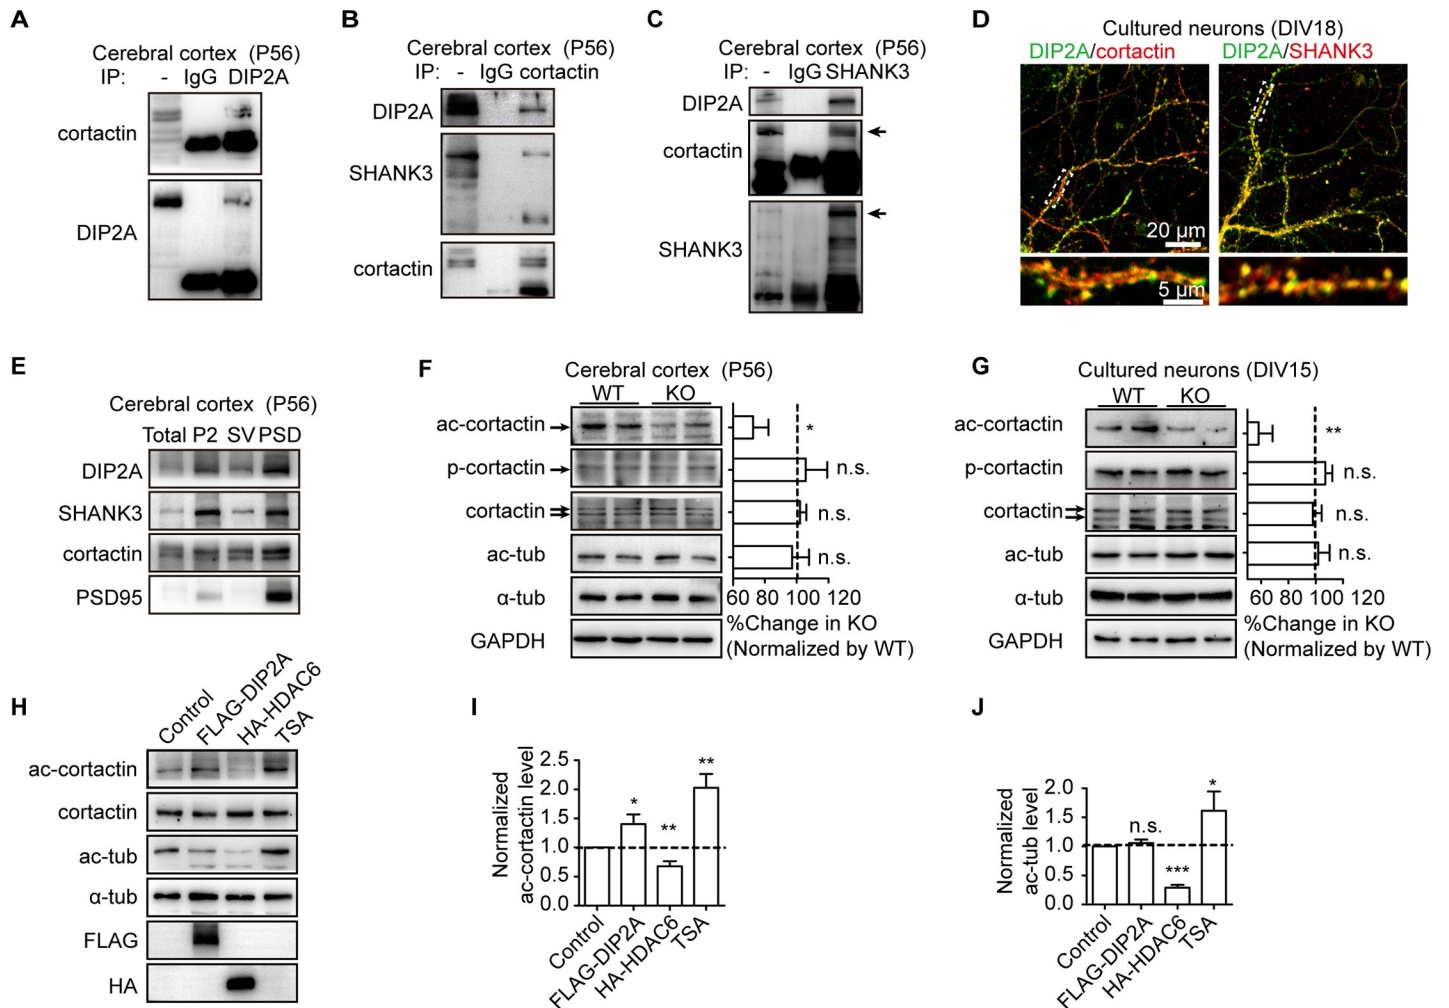 A
Cerebral cortex (P56)
IP: - IgG DIP2A
cortactin
DIP2A
B
Cerebral cortex (P56)
IP: - IgG cortactin
DIP2A
SHANK3
cortactin
C
Cerebral cortex (P56)
IP: - IgG SHANK3
DIP2A
cortactin
SHANK3
D
Cultured neurons (DIV18)
DIP2A/cortactin DIP2A/SHANK3
20 µm
5 µm
E
Cerebral cortex (P56)
Total P2 SV PSD
DIP2A
SHANK3
cortactin
PSD95
F
Cerebral cortex (P56)
WT KO
ac-cortactin *
p-cortactin n.s.
cortactin n.s.
ac-tub n.s.
α-tub 60 80 100 120
GAPDH
%Change in KO
(Normalized by WT)
G
Cultured neurons (DIV15)
WT KO
ac-cortactin **
p-cortactin n.s.
cortactin n.s.
ac-tub n.s.
α-tub 60 80 100 120
GAPDH
%Change in KO
(Normalized by WT)
H
Control FLAG-DIP2A HA-HDAC6 TSA
ac-cortactin
cortactin
ac-tub
α-tub
FLAG
HA
I
Normalized
ac-cortactin level
2.5
2.0
1.5
1.0
0.5
0.0
* ** **
Control FLAG-DIP2A HA-HDAC6 TSA
J
Normalized
ac-tub level
2.0
1.5
1.0
0.5
0.0
n.s. *** *
Control FLAG-DIP2A HA-HDAC6 TSA